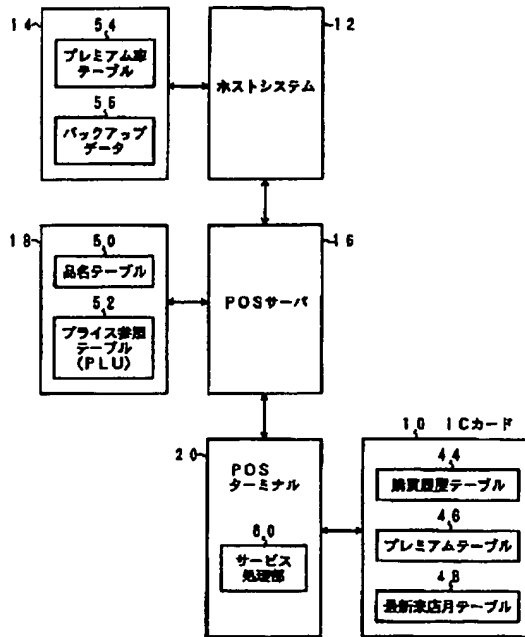 14
54
プレミアム率
テーブル
56
バックアップ
データ
12
ホストシステム
18
50
品名テーブル
52
プライス参照
テーブル
(PLU)
16
POSサーバ
20
POS
ターミナル
60
サービス
処理部
10 ICカード
44
購買履歴テーブル
46
プレミアムテーブル
48
最新来店月テーブル